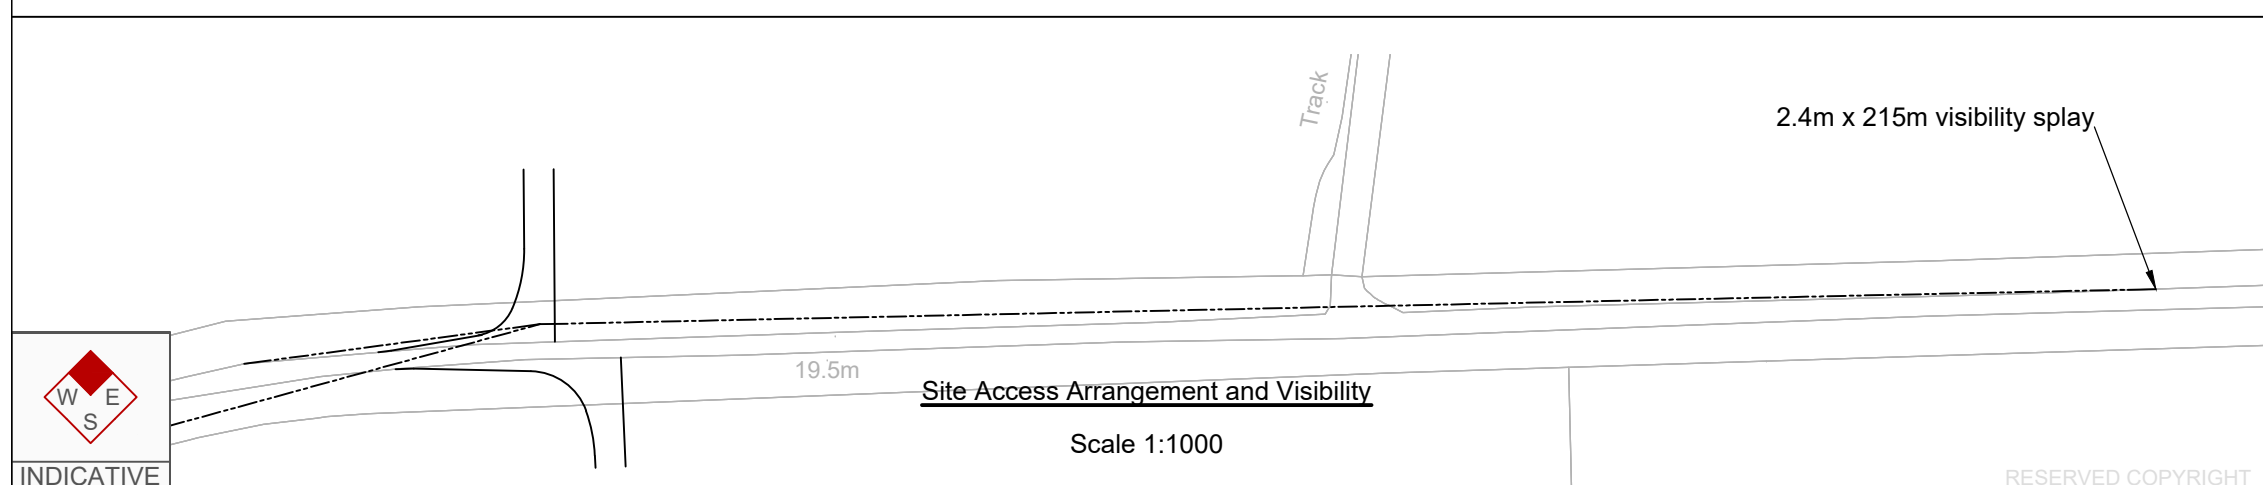 Track
2.4m x 215m visibility splay
19.5m
Site Access Arrangement and Visibility
Scale 1:1000
W E
S
INDICATIVE
RESERVED COPYRIGHT